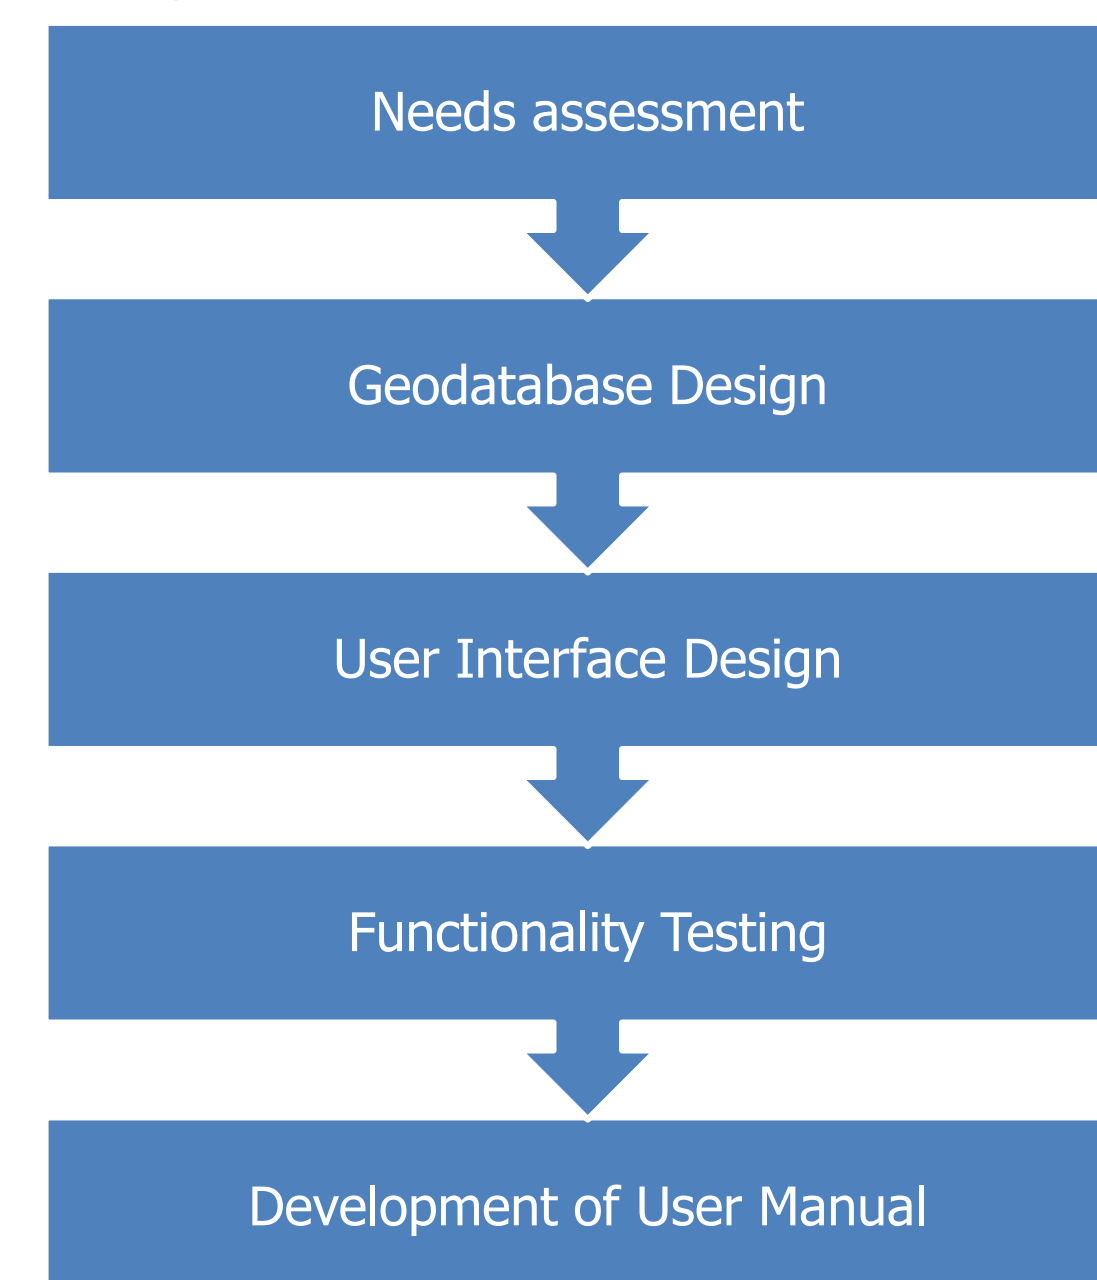 Needs assessment
Geodatabase Design
User Interface Design
Functionality Testing
Development of User Manual